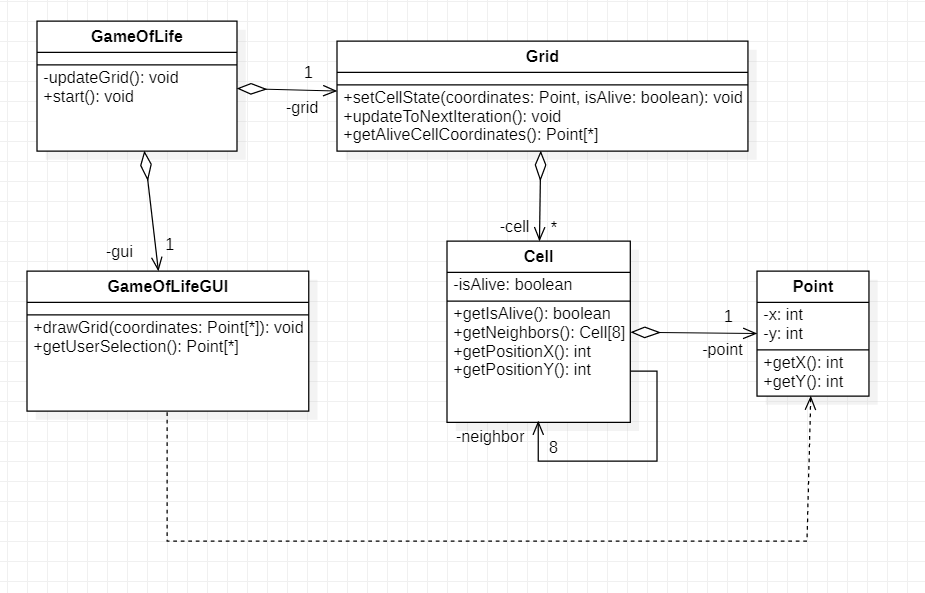 GameOfLife
-updateGrid(): void
+start(): void
1
-grid
Grid
+setCellState(coordinates: Point, isAlive: boolean): void
+updateToNextIteration(): void
+getAliveCellCoordinates(): Point[*]
-gui
1
-cell
*
GameOfLifeGUI
+drawGrid(coordinates: Point[*]): void
+getUserSelection(): Point[*]
Cell
-isAlive: boolean
+getIsAlive(): boolean
+getNeighbors(): Cell[8]
+getPositionX(): int
+getPositionY(): int
1
-point
Point
-x: int
-y: int
+getX(): int
+getY(): int
-neighbor
8